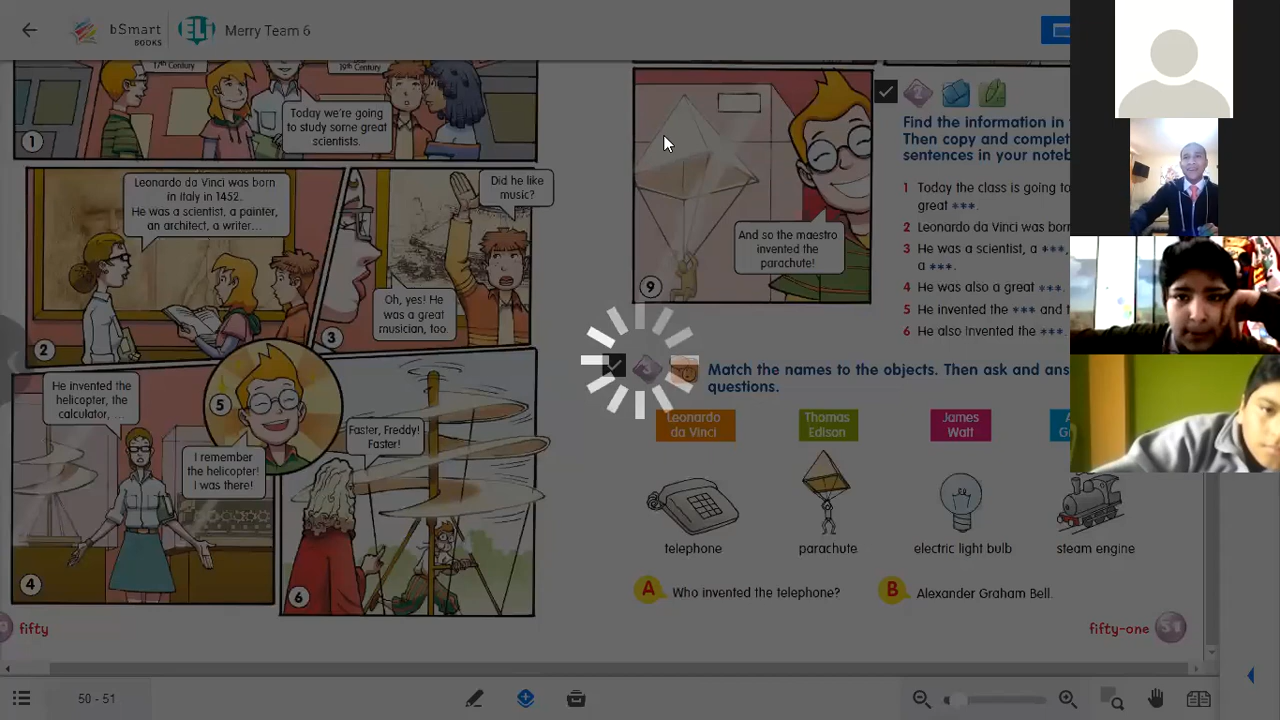 bSmart
BOOKS
ELi
Merry Team 6
17th Century
19th Century
Today we're going
to study some great
scientists.
1
Leonardo da Vinci was born
in Italy in 1452.
He was a scientist, a painter,
an architect, a writer...
2
Did he like
music?
Oh, yes! He
was a great
musician, too.
3
He invented the
helicopter, the
calculator, ...
4
5
I remember
the helicopter!
I was there!
Faster, Freddy!
Faster!
6
fifty
And so the maestro
invented the
parachute!
9
2
Find the information in
Then copy and complete
sentences in your
1 Today the class is going to
great ***.
2 Leonardo da Vinci was born
3 He was a scientist, a ***
a ***.
4 He was also a great ***.
5 He invented the *** and
6 He also invented the ***
3
Match the names to the objects. Then ask and
questions.
Leonardo
da Vinci
Thomas
Edison
James
Watt
telephone
parachute
electric light bulb
steam engine
A Who invented the telephone?
B Alexander Graham Bell.
fifty-one 51
50 - 51